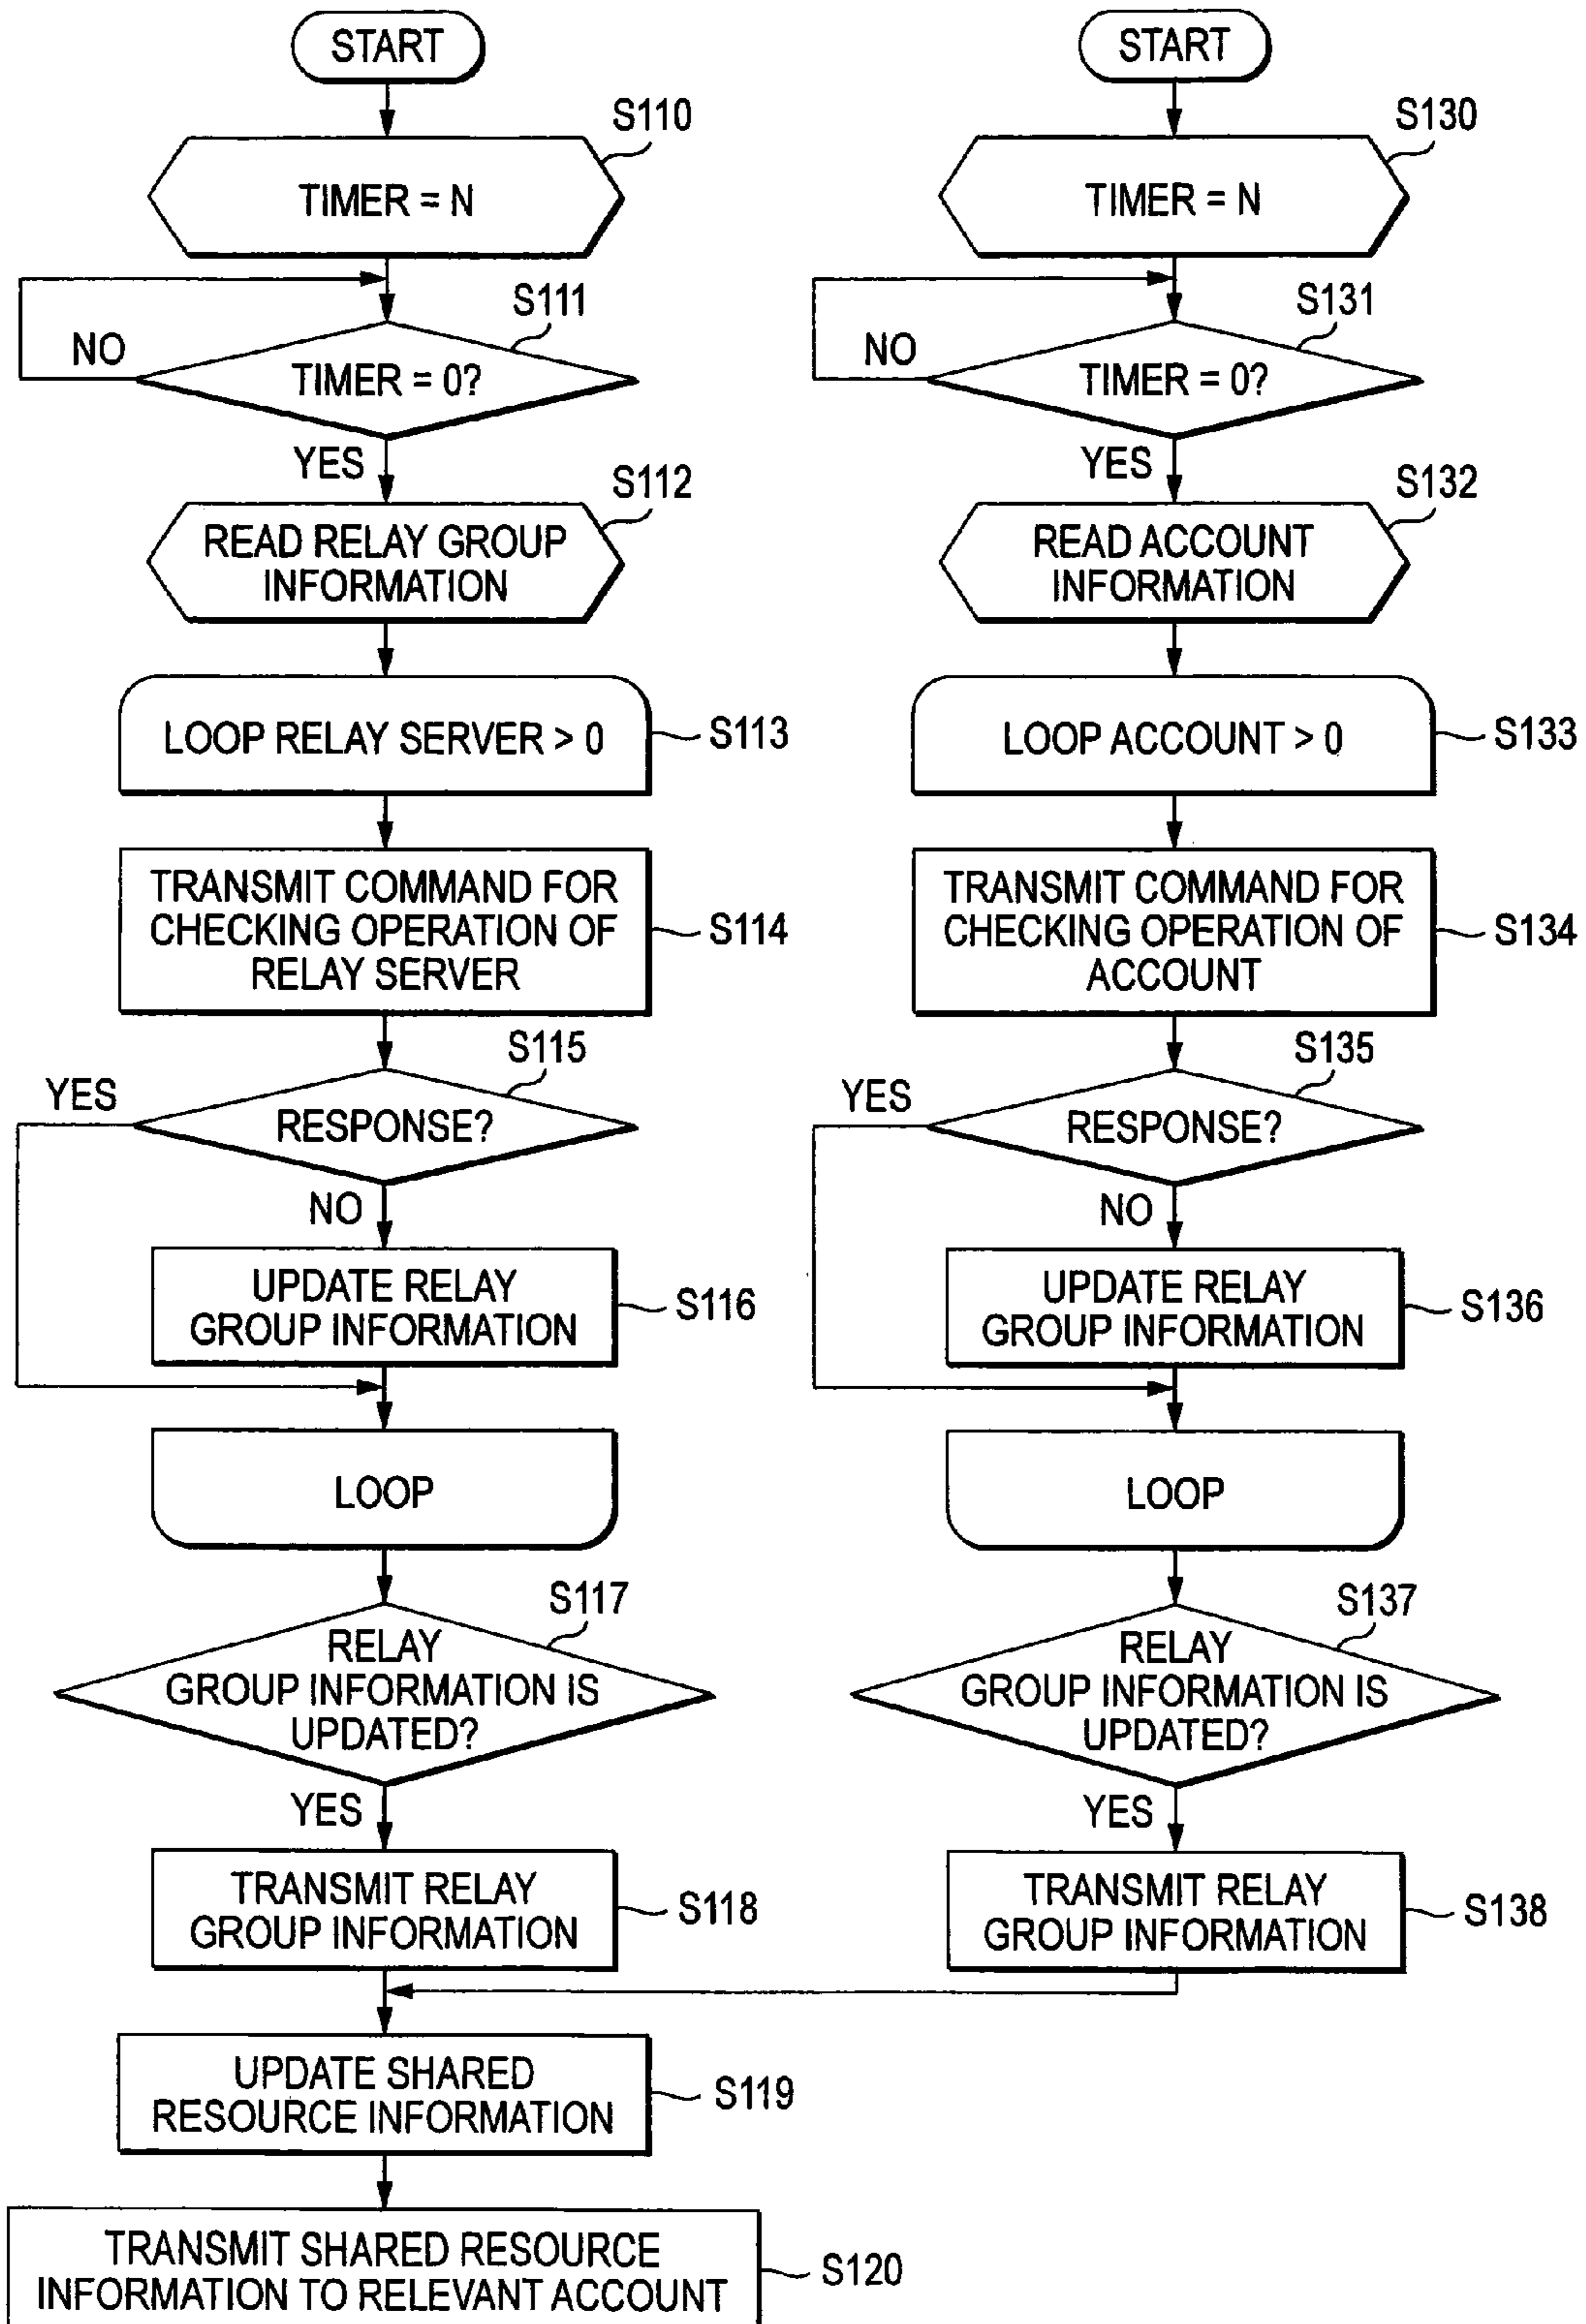 START
S110
TIMER = N
S111
NO
TIMER = 0?
YES
S112
READ RELAY GROUP
INFORMATION
LOOP RELAY SERVER > 0
S113
TRANSMIT COMMAND FOR
CHECKING OPERATION OF
RELAY SERVER
S114
S115
YES
RESPONSE?
NO
UPDATE RELAY
GROUP INFORMATION
S116
LOOP
S117
RELAY
GROUP INFORMATION IS
UPDATED?
YES
TRANSMIT RELAY
GROUP INFORMATION
S118
UPDATE SHARED
RESOURCE INFORMATION
S119
TRANSMIT SHARED RESOURCE
INFORMATION TO RELEVANT ACCOUNT
S120
START
S130
TIMER = N
S131
NO
TIMER = 0?
YES
S132
READ ACCOUNT
INFORMATION
LOOP ACCOUNT > 0
S133
TRANSMIT COMMAND FOR
CHECKING OPERATION OF
ACCOUNT
S134
S135
YES
RESPONSE?
NO
UPDATE RELAY
GROUP INFORMATION
S136
LOOP
S137
RELAY
GROUP INFORMATION IS
UPDATED?
YES
TRANSMIT RELAY
GROUP INFORMATION
S138